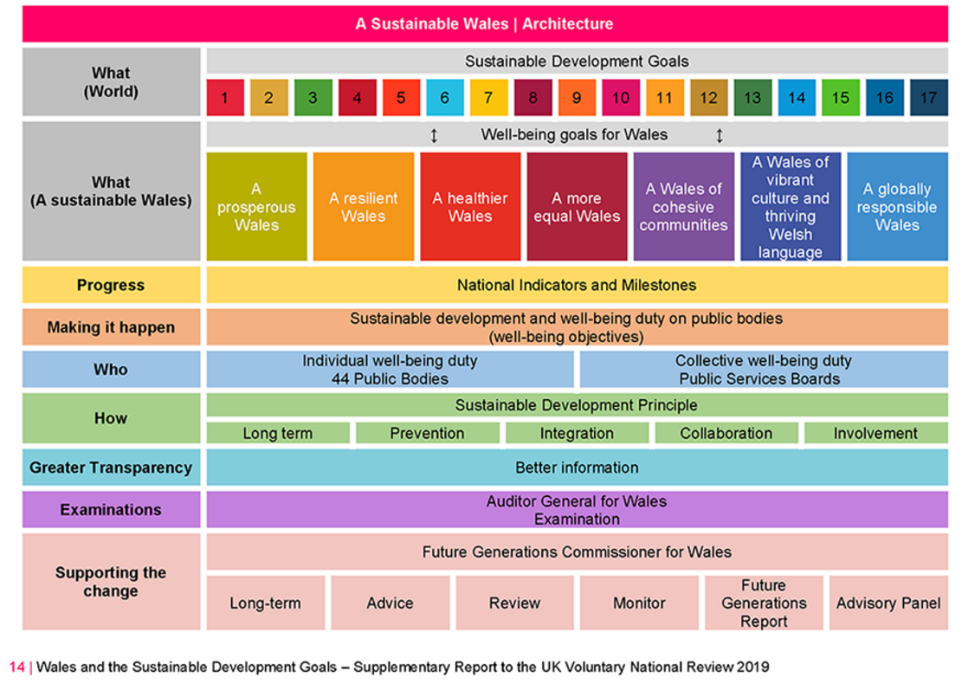 A Sustainable Wales | Architecture
What
(World)
Sustainable Development Goals
1 2 3 4 5 6 7 8 9 10 11 12 13 14 15 16 17
What
(A sustainable Wales)
↕ Well-being goals for Wales ↕
A
prosperous
Wales
A resilient
Wales
A healthier
Wales
A more
equal Wales
A Wales of
cohesive
communities
A Wales of
vibrant
culture and
thriving
Welsh
language
A globally
responsible
Wales
Progress
National Indicators and Milestones
Making it happen
Sustainable development and well-being duty on public bodies
(well-being objectives)
Who
Individual well-being duty
44 Public Bodies
Collective well-being duty
Public Services Boards
How
Sustainable Development Principle
Long term
Prevention
Integration
Collaboration
Involvement
Greater Transparency
Better information
Examinations
Auditor General for Wales
Examination
Supporting the
change
Future Generations Commissioner for Wales
Long-term
Advice
Review
Monitor
Future
Generations
Report
Advisory Panel
14 | Wales and the Sustainable Development Goals – Supplementary Report to the UK Voluntary National Review 2019